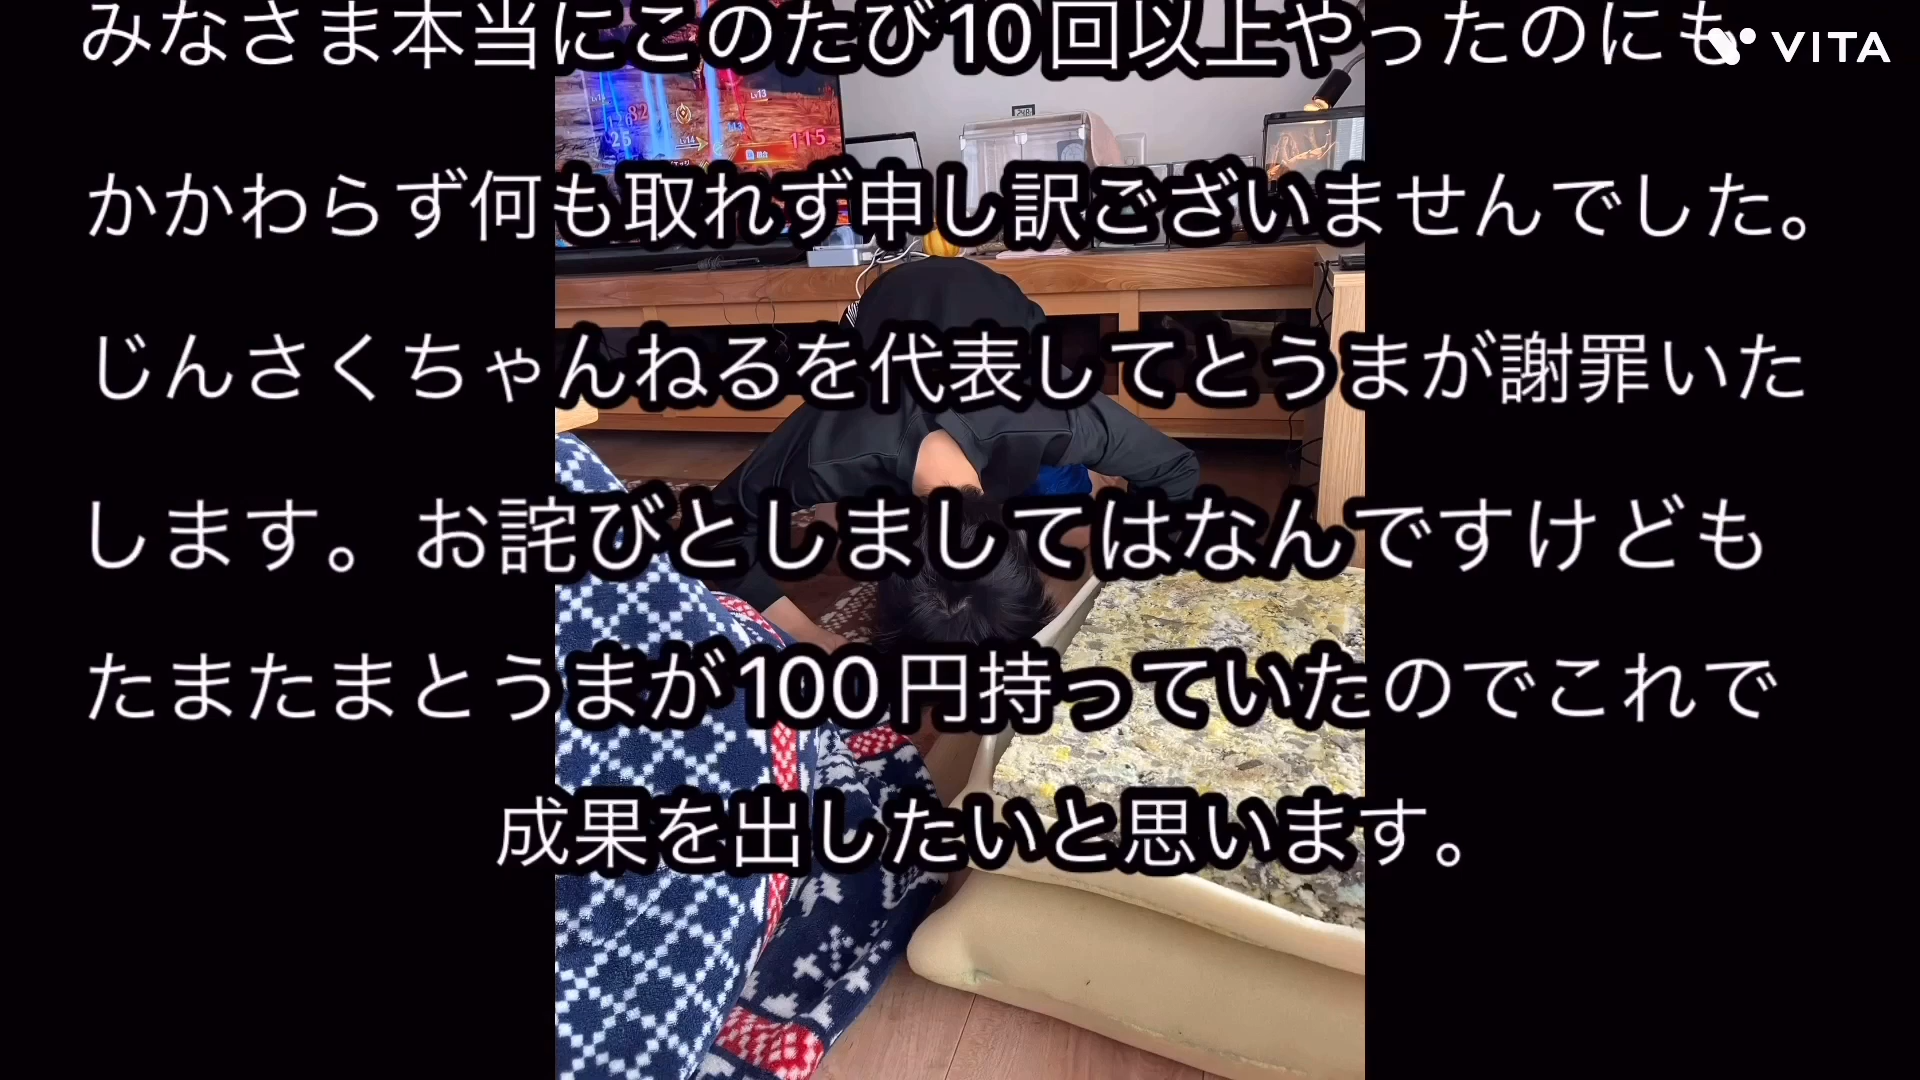 みなさま本当にこのたび10回以上やったのにも
VITA
かかわらず何も取れず申し訳ございませんでした。
じんさくちゃんねるを代表してとうまが謝罪いた
します。お詫びとしましてはなんですけども
たまたまとうまが100円持っていたのでこれで
成果を出したいと思います。
Lv13
82
25
Lv14
115